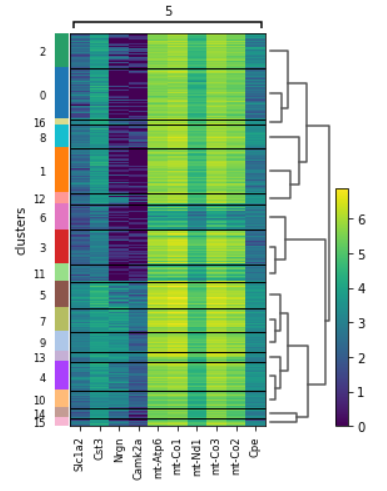 5
2
0
16
8
1
12
6
3
11
5
7
9
13
4
10
14
15
clusters
6
5
4
3
2
1
0
Slc1a2
Cst3
Nrgn
Camk2a
mt-Atp6
mt-Co1
mt-Nd1
mt-Co3
mt-Co2
Cpe